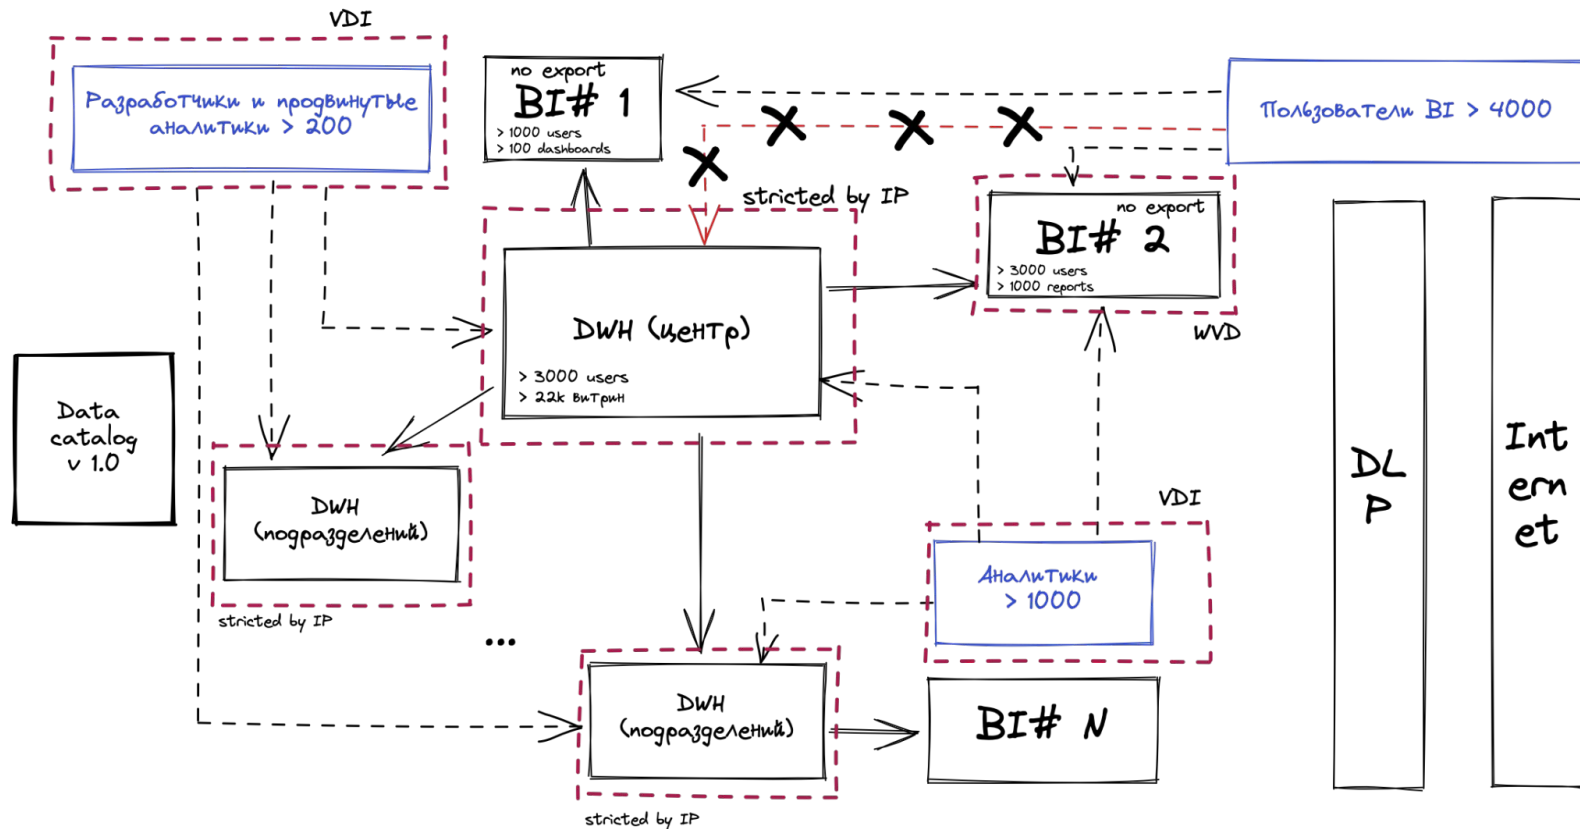 VDI
Разработчики и продвинутые
аналитики > 200
no export
BI# 1
> 1000 users
> 100 dashboards
Пользователи BI > 4000
stricted by IP
no export
BI# 2
> 3000 users
> 1000 reports
WVD
DWH (центр)
> 3000 users
> 22k витрин
Data
catalog
v 1.0
DWH
(подразделений)
stricted by IP
...
VDI
Аналитики
> 1000
DWH
(подразделений)
stricted by IP
BI# N
DL
P
Int
ern
et